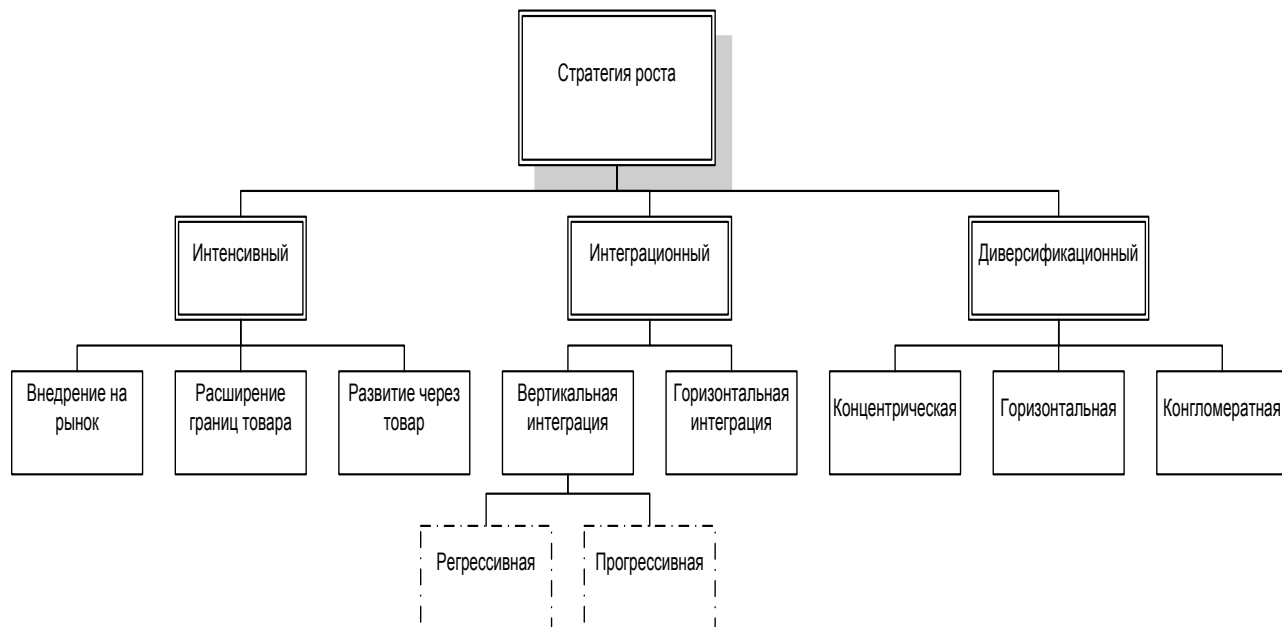 Стратегия роста
Интенсивный
Интеграционный
Диверсификационный
Внедрение на
рынок
Расширение
границ товара
Развитие через
товар
Вертикальная
интеграция
Горизонтальная
интеграция
Концентрическая
Горизонтальная
Конгломератная
Регрессивная
Прогрессивная